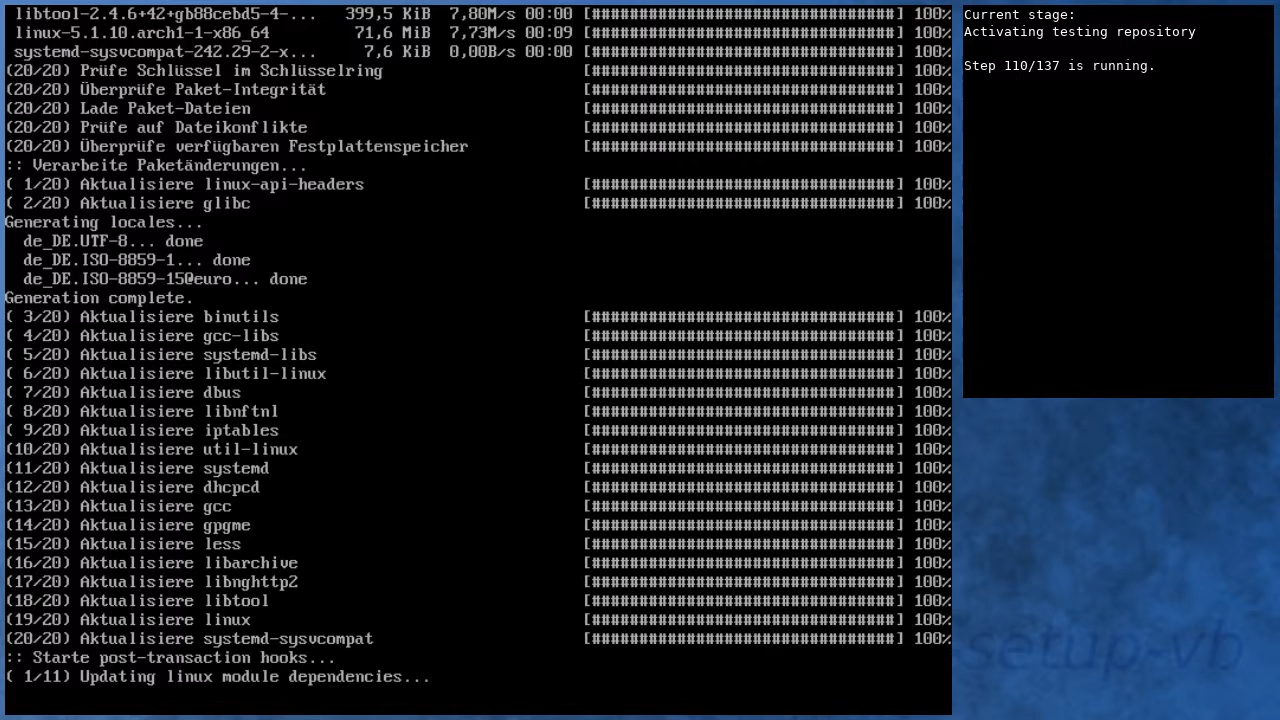 libtool-2.4.6+42+gb88cebd5-4-... 399,5 KiB 7,80M/s 00:00 [################################] 100%
linux-5.1.10.arch1-1-x86_64 71,6 MiB 7,73M/s 00:09 [################################] 100%
systemd-sysvcompat-242.29-2-x... 7,6 KiB 0,00B/s 00:00 [################################] 100%
(20/20) Prüfe Schlüssel im Schlüsselring [################################] 100%
(20/20) Überprüfe Paket-Integrität [################################] 100%
(20/20) Lade Paket-Dateien [################################] 100%
(20/20) Prüfe auf Dateikonflikte [################################] 100%
(20/20) Überprüfe verfügbaren Festplattenspeicher [################################] 100%
:: Verarbeite Paketänderungen...
( 1/20) Aktualisiere linux-api-headers [################################] 100%
( 2/20) Aktualisiere glibc [################################] 100%
Generating locales...
de_DE.UTF-8... done
de_DE.ISO-8859-1... done
de_DE.ISO-8859-15@euro... done
Generation complete.
( 3/20) Aktualisiere binutils [################################] 100%
( 4/20) Aktualisiere gcc-libs [################################] 100%
( 5/20) Aktualisiere systemd-libs [################################] 100%
( 6/20) Aktualisiere libutil-linux [################################] 100%
( 7/20) Aktualisiere dbus [################################] 100%
( 8/20) Aktualisiere libnftnl [################################] 100%
( 9/20) Aktualisiere iptables [################################] 100%
(10/20) Aktualisiere util-linux [################################] 100%
(11/20) Aktualisiere systemd [################################] 100%
(12/20) Aktualisiere dhcpcd [################################] 100%
(13/20) Aktualisiere gcc [################################] 100%
(14/20) Aktualisiere gpgme [################################] 100%
(15/20) Aktualisiere less [################################] 100%
(16/20) Aktualisiere libarchive [################################] 100%
(17/20) Aktualisiere libnghttp2 [################################] 100%
(18/20) Aktualisiere libtool [################################] 100%
(19/20) Aktualisiere linux [################################] 100%
(20/20) Aktualisiere systemd-sysvcompat [################################] 100%
:: Starte post-transaction hooks...
( 1/11) Updating linux module dependencies...
Current stage:
Activating testing repository
Step 110/137 is running.
setup-vb